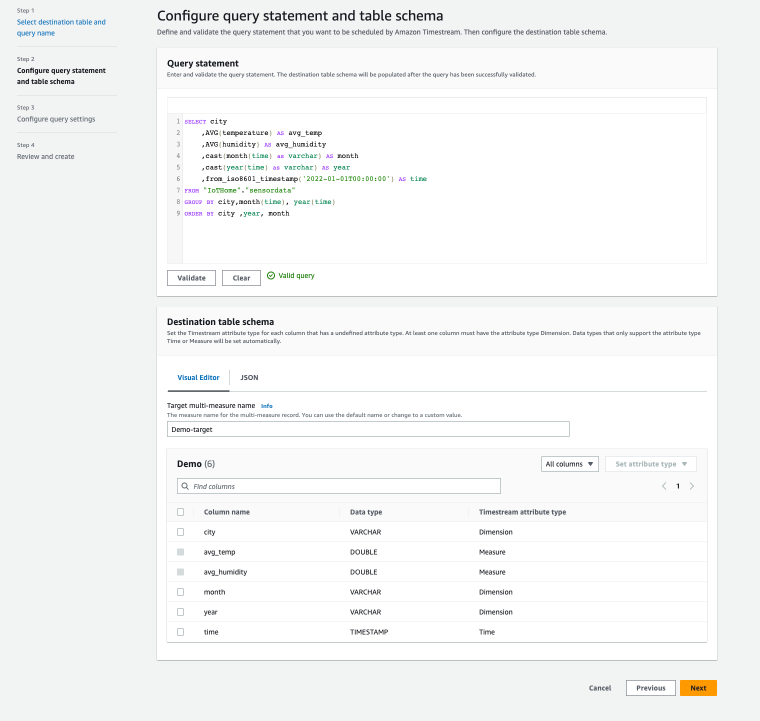 Step 1
Select destination table and
query name
Step 2
Configure query statement
and table schema
Step 3
Configure query settings
Step 4
Review and create
Configure query statement and table schema
Define and validate the query statement that you want to be scheduled by Amazon Timestream. Then configure the destination table schema.
Query statement
Enter and validate the query statement. The destination table schema will be populated after the query has been successfully validated.
1 SELECT city
2 ,AVG(temperature) AS avg_temp
3 ,AVG(humidity) AS avg_humidity
4 ,cast(month(time) as varchar) AS month
5 ,cast(year(time) as varchar) AS year
6 ,from_iso8601_timestamp('2022-01-01T00:00:00') AS time
7 FROM "IoTHome"."sensordata"
8 GROUP BY city,month(time), year(time)
9 ORDER BY city ,year, month
Validate Clear Valid query
Destination table schema
Set the Timestream attribute type for each column that has a undefined attribute type. At least one column must have the attribute type Dimension. Data types that only support the attribute type
Time or Measure will be set automatically.
Visual Editor JSON
Target multi-measure name Info
The measure name for the multi-measure record. You can use the default name or change to a custom value.
Demo-target
Demo (6) All columns Set attribute type
Find columns 1
Column name Data type Timestream attribute type
city VARCHAR Dimension
avg_temp DOUBLE Measure
avg_humidity DOUBLE Measure
month VARCHAR Dimension
year VARCHAR Dimension
time TIMESTAMP Time
Cancel Previous Next